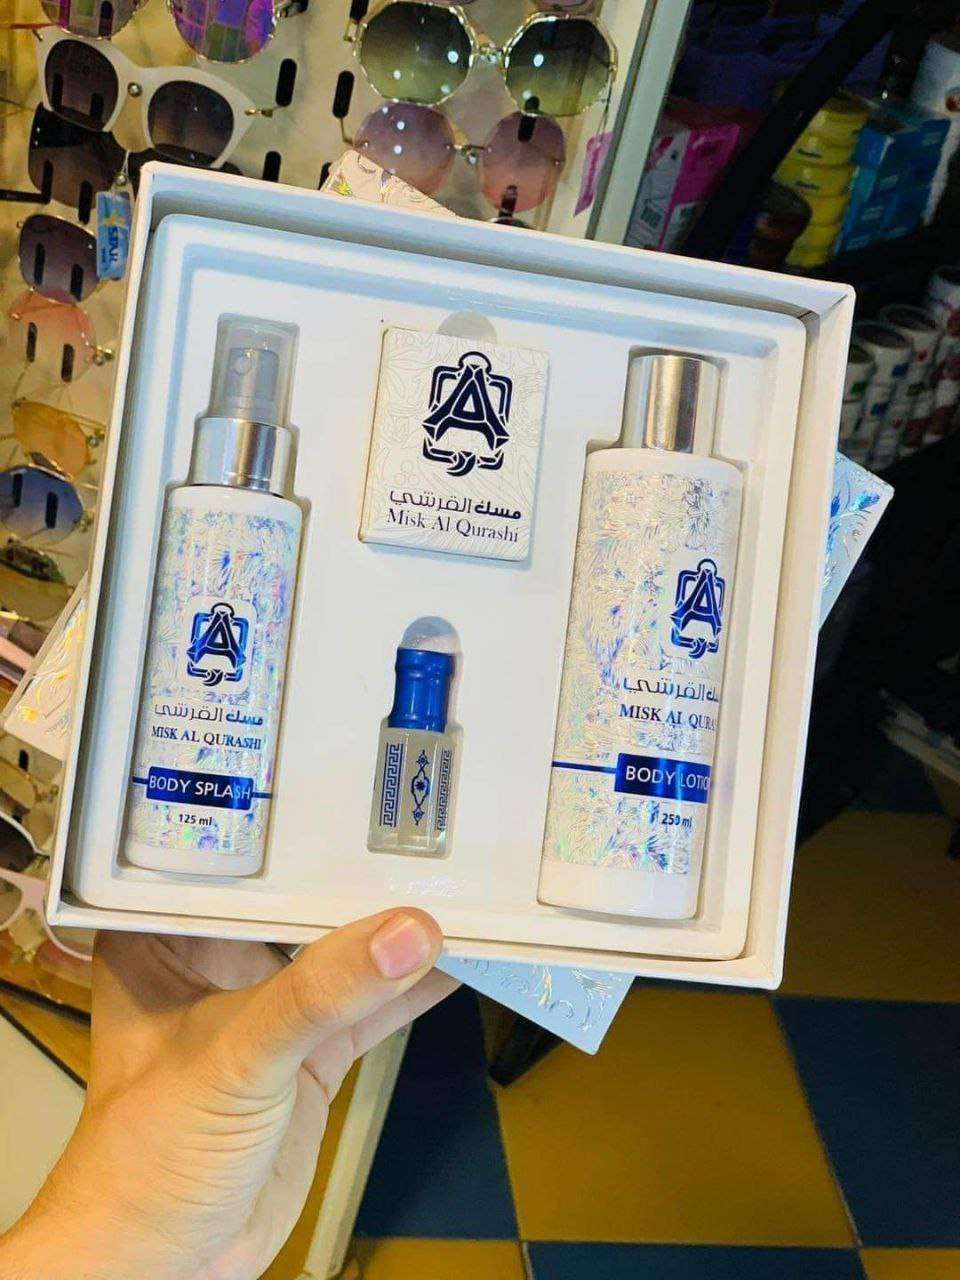 مسك القرشي
Misk Al Qurashi
مسك القرشي
MISK AL QURASHI
BODY SPLASH
125 ml
مسك القرشي
MISK AL QURAS
BODY LOTIO
250 ml